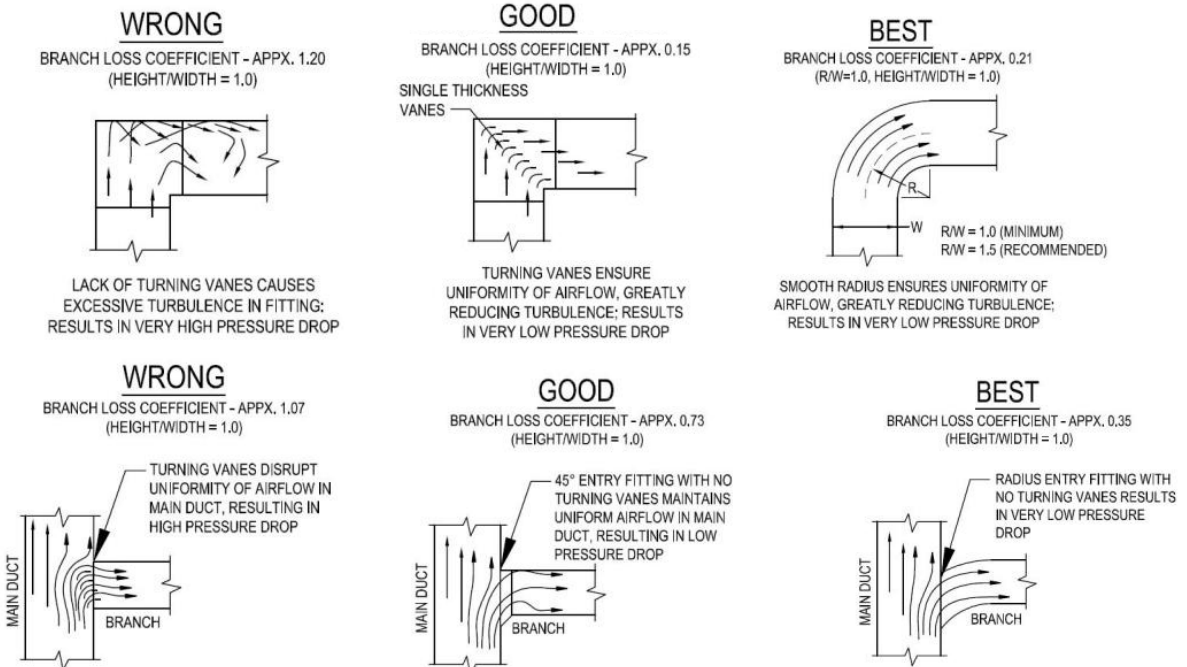 WRONG
BRANCH LOSS COEFFICIENT - APPX. 1.20
(HEIGHT/WIDTH = 1.0)
LACK OF TURNING VANES CAUSES
EXCESSIVE TURBULENCE IN FITTING:
RESULTS IN VERY HIGH PRESSURE DROP
GOOD
BRANCH LOSS COEFFICIENT - APPX. 0.15
(HEIGHT/WIDTH = 1.0)
SINGLE THICKNESS
VANES
TURNING VANES ENSURE
UNIFORMITY OF AIRFLOW, GREATLY
REDUCING TURBULENCE; RESULTS
IN VERY LOW PRESSURE DROP
BEST
BRANCH LOSS COEFFICIENT - APPX. 0.21
(R/W=1.0, HEIGHT/WIDTH = 1.0)
R
W
R/W = 1.0 (MINIMUM)
R/W = 1.5 (RECOMMENDED)
SMOOTH RADIUS ENSURES UNIFORMITY OF
AIRFLOW, GREATLY REDUCING TURBULENCE;
RESULTS IN VERY LOW PRESSURE DROP
WRONG
BRANCH LOSS COEFFICIENT - APPX. 1.07
(HEIGHT/WIDTH = 1.0)
TURNING VANES DISRUPT
UNIFORMITY OF AIRFLOW IN
MAIN DUCT, RESULTING IN
HIGH PRESSURE DROP
MAIN DUCT
BRANCH
GOOD
BRANCH LOSS COEFFICIENT - APPX. 0.73
(HEIGHT/WIDTH = 1.0)
45° ENTRY FITTING WITH NO
TURNING VANES MAINTAINS
UNIFORM AIRFLOW IN MAIN
DUCT, RESULTING IN LOW
PRESSURE DROP
MAIN DUCT
BRANCH
BEST
BRANCH LOSS COEFFICIENT - APPX. 0.35
(HEIGHT/WIDTH = 1.0)
RADIUS ENTRY FITTING WITH
NO TURNING VANES RESULTS
IN VERY LOW PRESSURE
DROP
MAIN DUCT
BRANCH